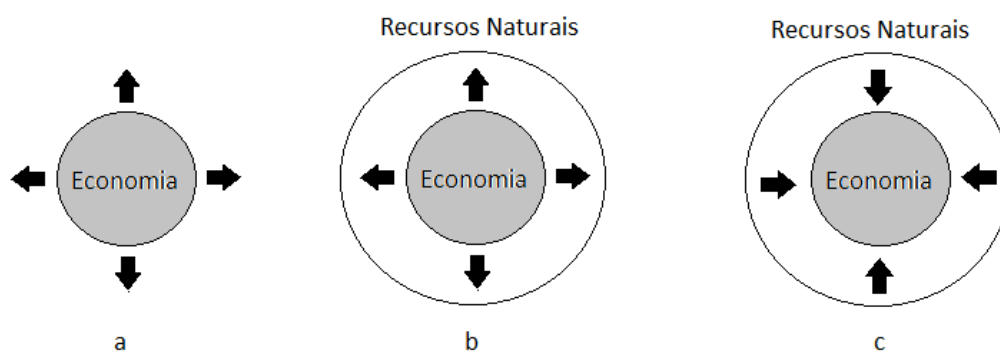 Recursos Naturais
Recursos Naturais
Economia
Economia
Economia
a
b
c